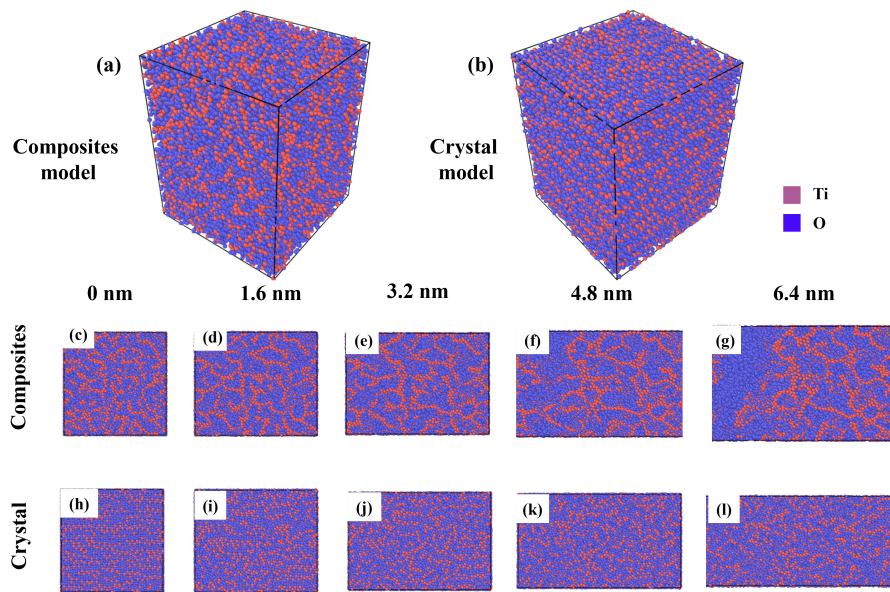 (a)
(b)
Composites
model
Crystal
model
Ti
O
0 nm
1.6 nm
3.2 nm
4.8 nm
6.4 nm
Composites
(c)
(d)
(e)
(f)
(g)
Crystal
(h)
(i)
(j)
(k)
(l)